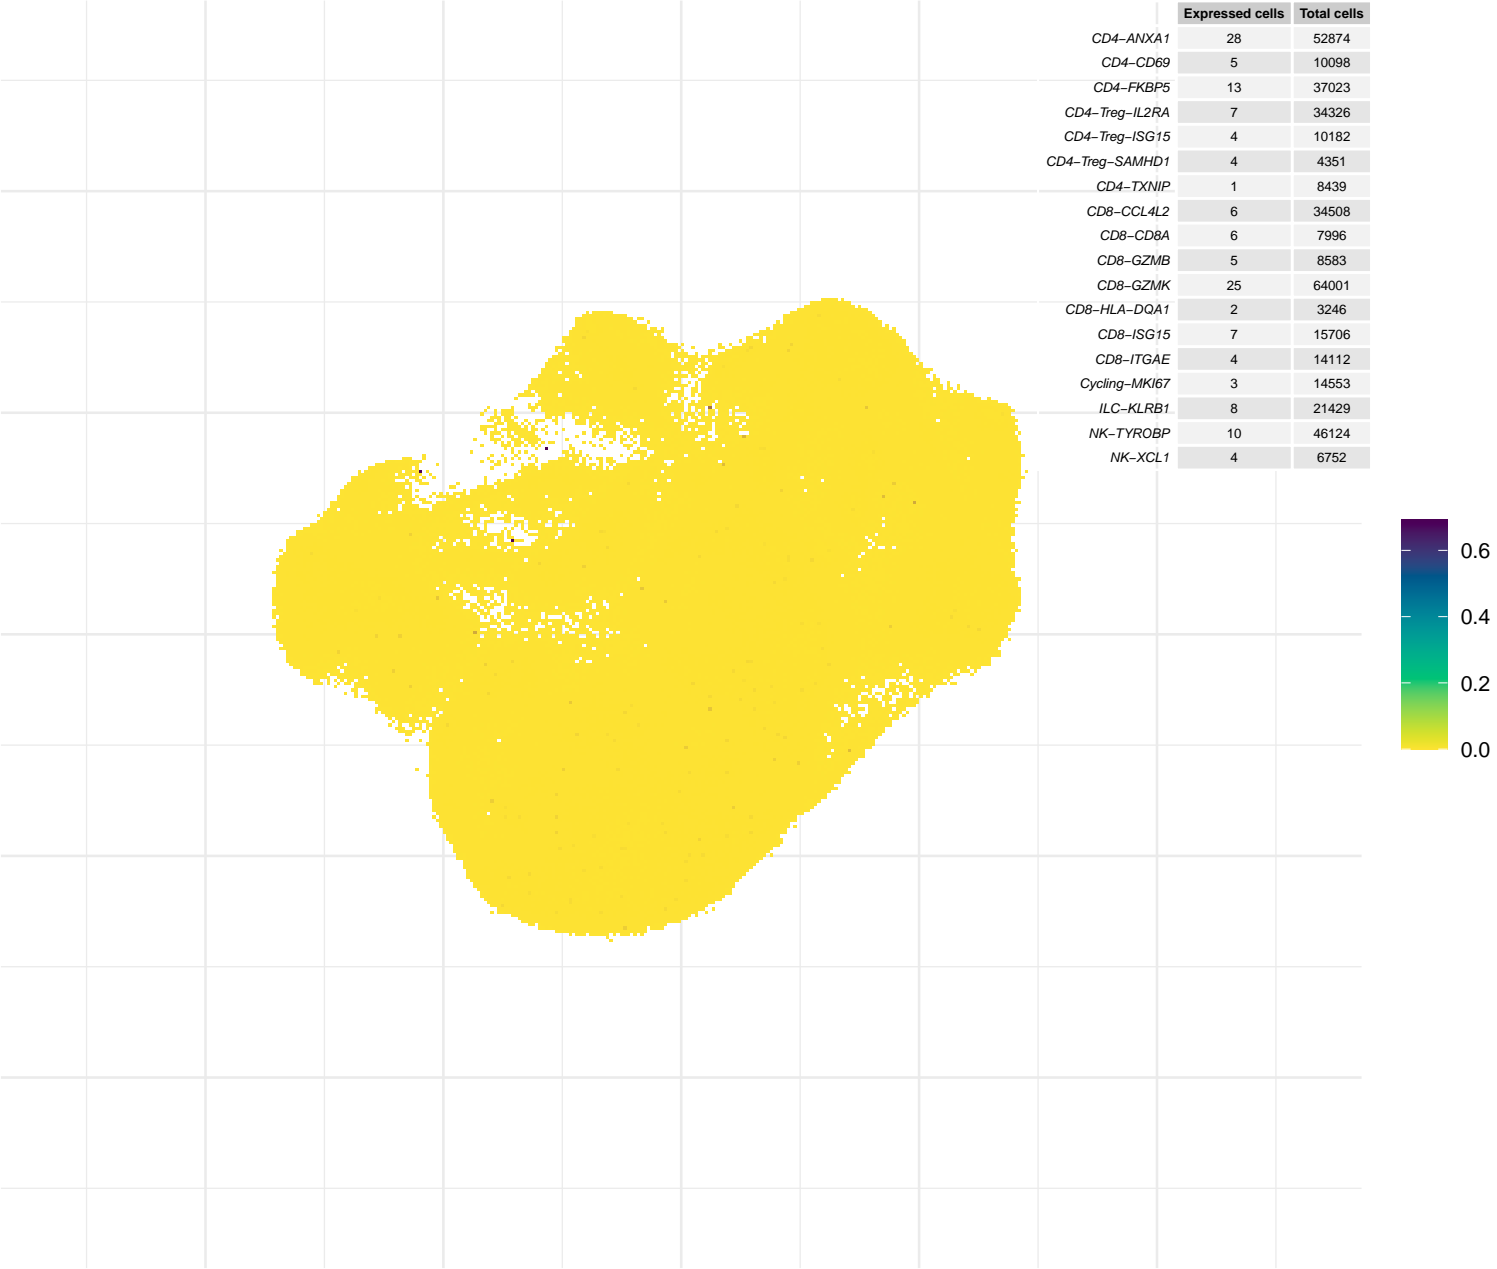 Expressed cells Total cells
CD4−ANXA1 28 52874
CD4−CD69 5 10098
CD4−FKBP5 13 37023
CD4−Treg−IL2RA 7 34326
CD4−Treg−ISG15 4 10182
CD4−Treg−SAMHD1 4 4351
CD4−TXNIP 1 8439
CD8−CCL4L2 6 34508
CD8−CD8A 6 7996
CD8−GZMB 5 8583
CD8−GZMK 25 64001
CD8−HLA−DQA1 2 3246
CD8−ISG15 7 15706
CD8−ITGAE 4 14112
Cycling−MKI67 3 14553
ILC−KLRB1 8 21429
NK−TYROBP 10 46124
NK−XCL1 4 6752
0.6
0.4
0.2
0.0